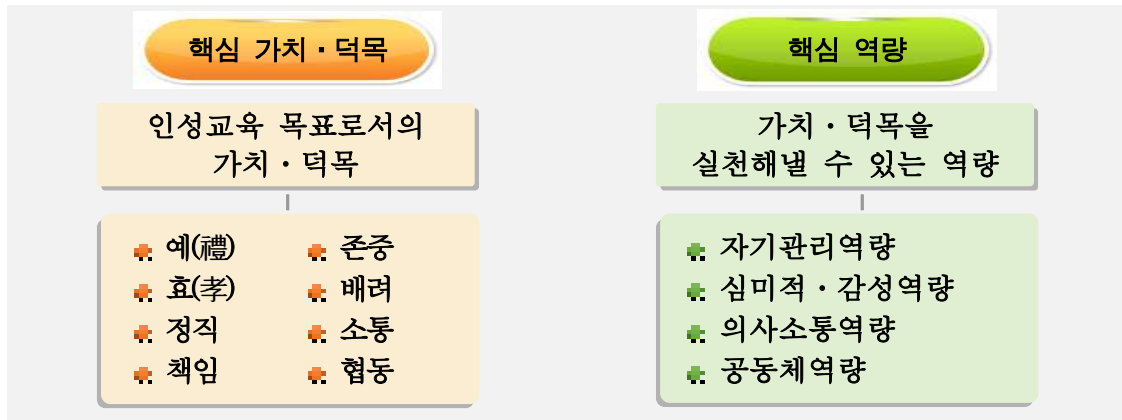 핵심 가치·덕목
인성교육 목표로서의
가치·덕목
예(禮)
효(孝)
정직
책임
존중
배려
소통
협동
핵심 역량
가치·덕목을
실천해낼 수 있는 역량
자기관리역량
심미적·감성역량
의사소통역량
공동체역량